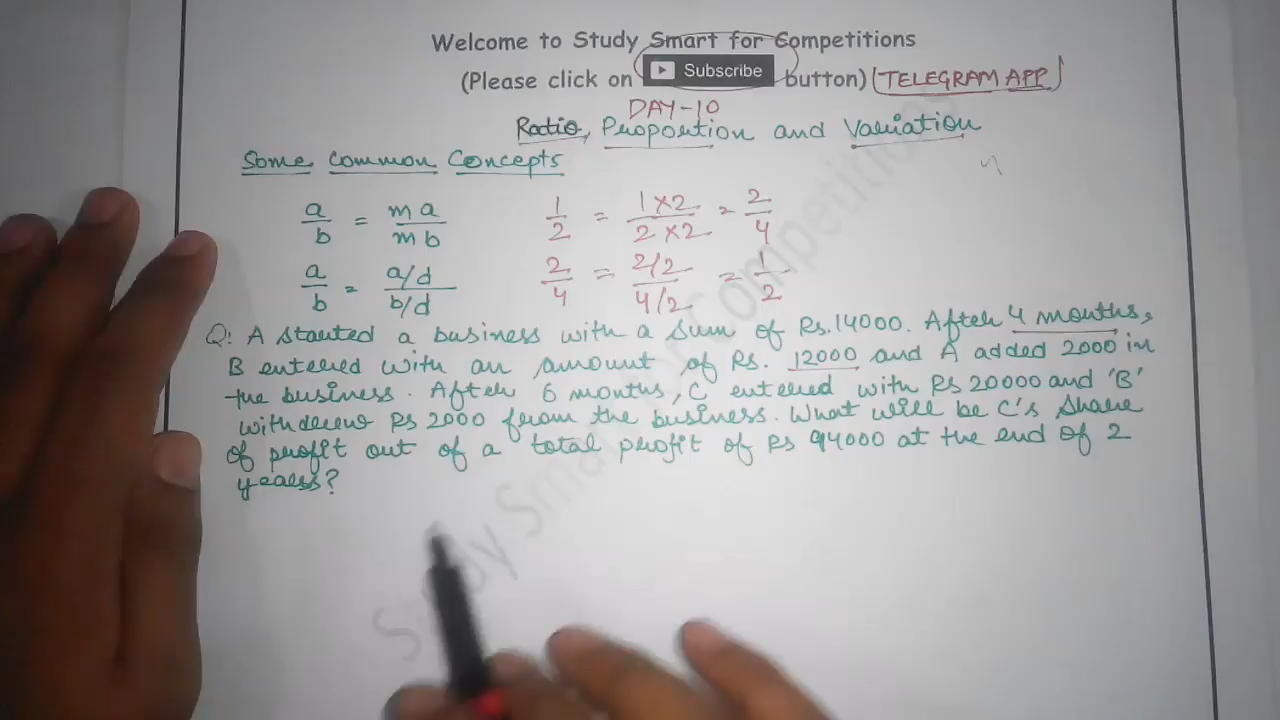 Welcome to Study Smart for Competitions
(Please click on Subscribe button) (TELEGRAM APP)
DAY-10
Ratio, Proportion and Variation
Some Common Concepts
a/b = ma/mb 1/2 = 1×2/2×2 = 2/4
a/b = a/d / b/d 2/4 = 2/2 / 4/2 = 1/2
Q: A started a business with a sum of Rs.14000. After 4 months,
B entered with an amount of Rs. 12000 and A added 2000 in
the business. After 6 months, C entered with Rs 20000 and 'B'
withdrew Rs 2000 from the business. What will be C's share
of profit out of a total profit of Rs 94000 at the end of 2
years?
Study Smart for Competitions